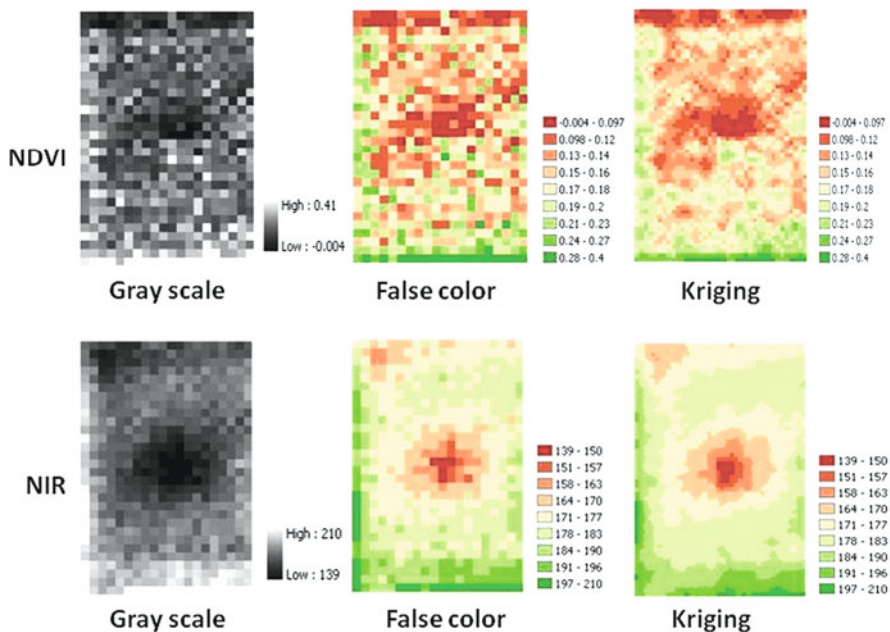 NDVI
High : 0.41
Low : -0.004
-0.004 - 0.097
0.098 - 0.12
0.13 - 0.14
0.15 - 0.16
0.17 - 0.18
0.19 - 0.2
0.21 - 0.23
0.24 - 0.27
0.28 - 0.4
-0.004 - 0.097
0.098 - 0.12
0.13 - 0.14
0.15 - 0.16
0.17 - 0.18
0.19 - 0.2
0.21 - 0.23
0.24 - 0.27
0.28 - 0.4
Gray scale
False color
Kriging
NIR
High : 210
Low : 139
139 - 150
151 - 157
158 - 163
164 - 170
171 - 177
178 - 183
184 - 190
191 - 196
197 - 210
139 - 150
151 - 157
158 - 163
164 - 170
171 - 177
178 - 183
184 - 190
191 - 196
197 - 210
Gray scale
False color
Kriging